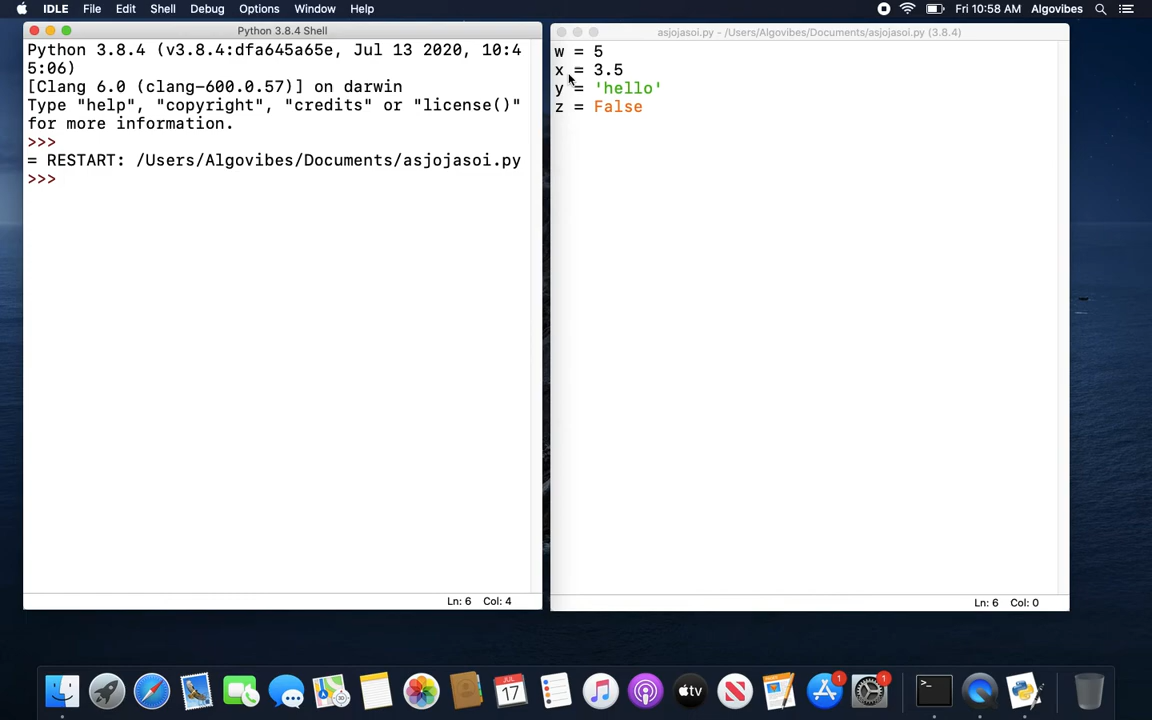 IDLE File Edit Shell Debug Options Window Help Fri 10:58 AM Algovibes
Python 3.8.4 Shell
Python 3.8.4 (v3.8.4:dfa645a65e, Jul 13 2020, 10:4
5:06)
[Clang 6.0 (clang-600.0.57)] on darwin
Type "help", "copyright", "credits" or "license()"
for more information.
>>>
= RESTART: /Users/Algovibes/Documents/asjojasoi.py
>>>
Ln: 6 Col: 4
asjojasoi.py - /Users/Algovibes/Documents/asjojasoi.py (3.8.4)
w = 5
x = 3.5
y = 'hello'
z = False
Ln: 6 Col: 0
JUL
17
tv
1
1
>_